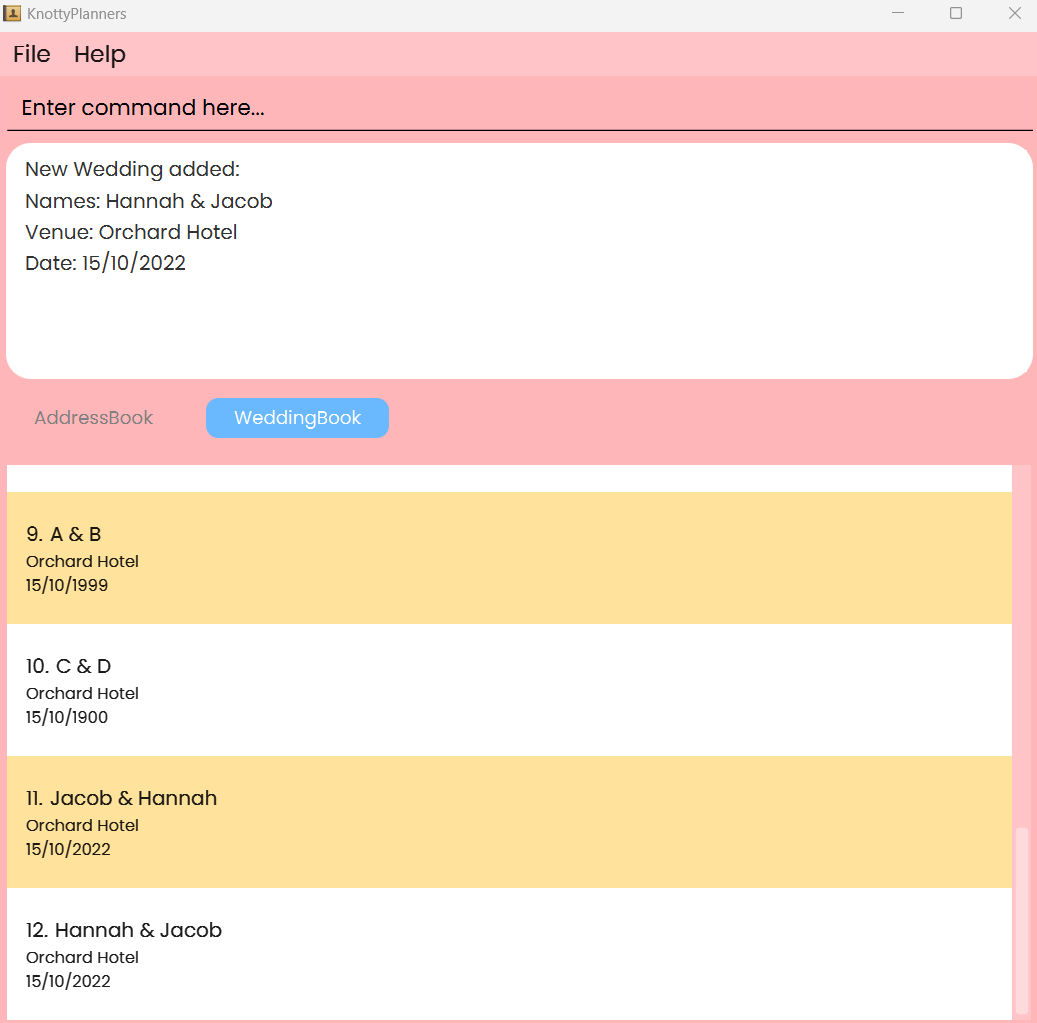 KnottyPlanners
File Help
Enter command here...
New Wedding added:
Names: Hannah & Jacob
Venue: Orchard Hotel
Date: 15/10/2022
AddressBook WeddingBook
9. A & B
Orchard Hotel
15/10/1999
10. C & D
Orchard Hotel
15/10/1900
11. Jacob & Hannah
Orchard Hotel
15/10/2022
12. Hannah & Jacob
Orchard Hotel
15/10/2022